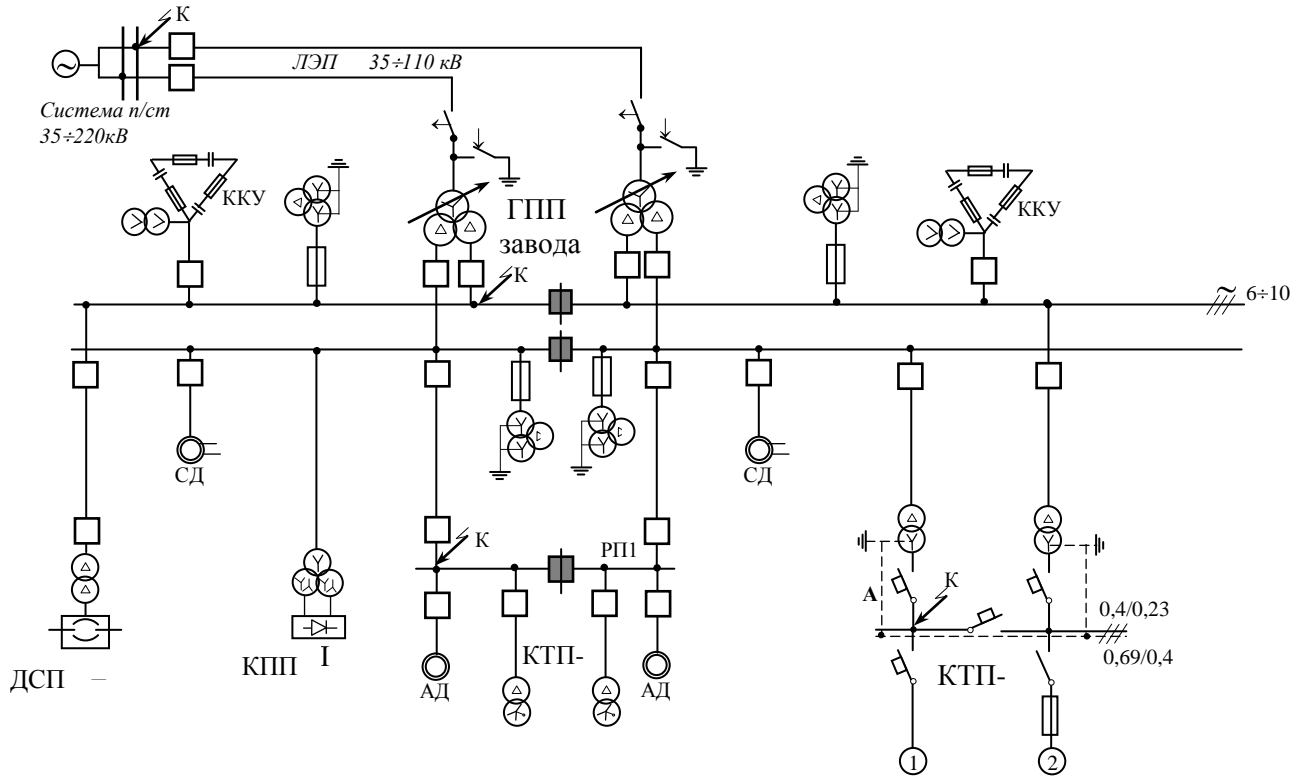 К
ЛЭП 35÷110 кВ
Система п/ст
35÷220кВ
ККУ
ГПП
завода
ККУ
К
~ 6÷10
СД
СД
К
РП1
А
К
0,4/0,23
0,69/0,4
ДСП –
КПП I
АД
КТП-
АД
КТП-
1
2